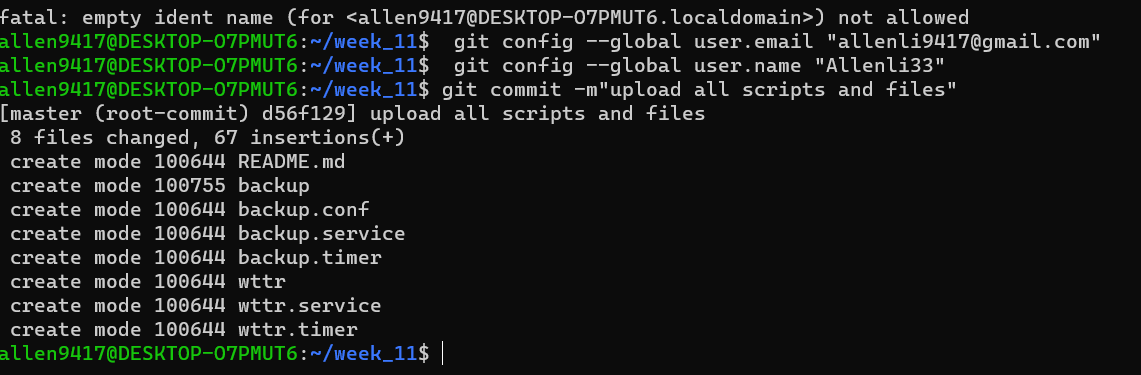 fatal: empty ident name (for <allen9417@DESKTOP-O7PMUT6.localdomain>) not allowed
allen9417@DESKTOP-O7PMUT6:~/week_11$  git config --global user.email "allenli9417@gmail.com"
allen9417@DESKTOP-O7PMUT6:~/week_11$  git config --global user.name "Allenli33"
allen9417@DESKTOP-O7PMUT6:~/week_11$ git commit -m"upload all scripts and files"
[master (root-commit) d56f129] upload all scripts and files
 8 files changed, 67 insertions(+)
 create mode 100644 README.md
 create mode 100755 backup
 create mode 100644 backup.conf
 create mode 100644 backup.service
 create mode 100644 backup.timer
 create mode 100644 wttr
 create mode 100644 wttr.service
 create mode 100644 wttr.timer
allen9417@DESKTOP-O7PMUT6:~/week_11$